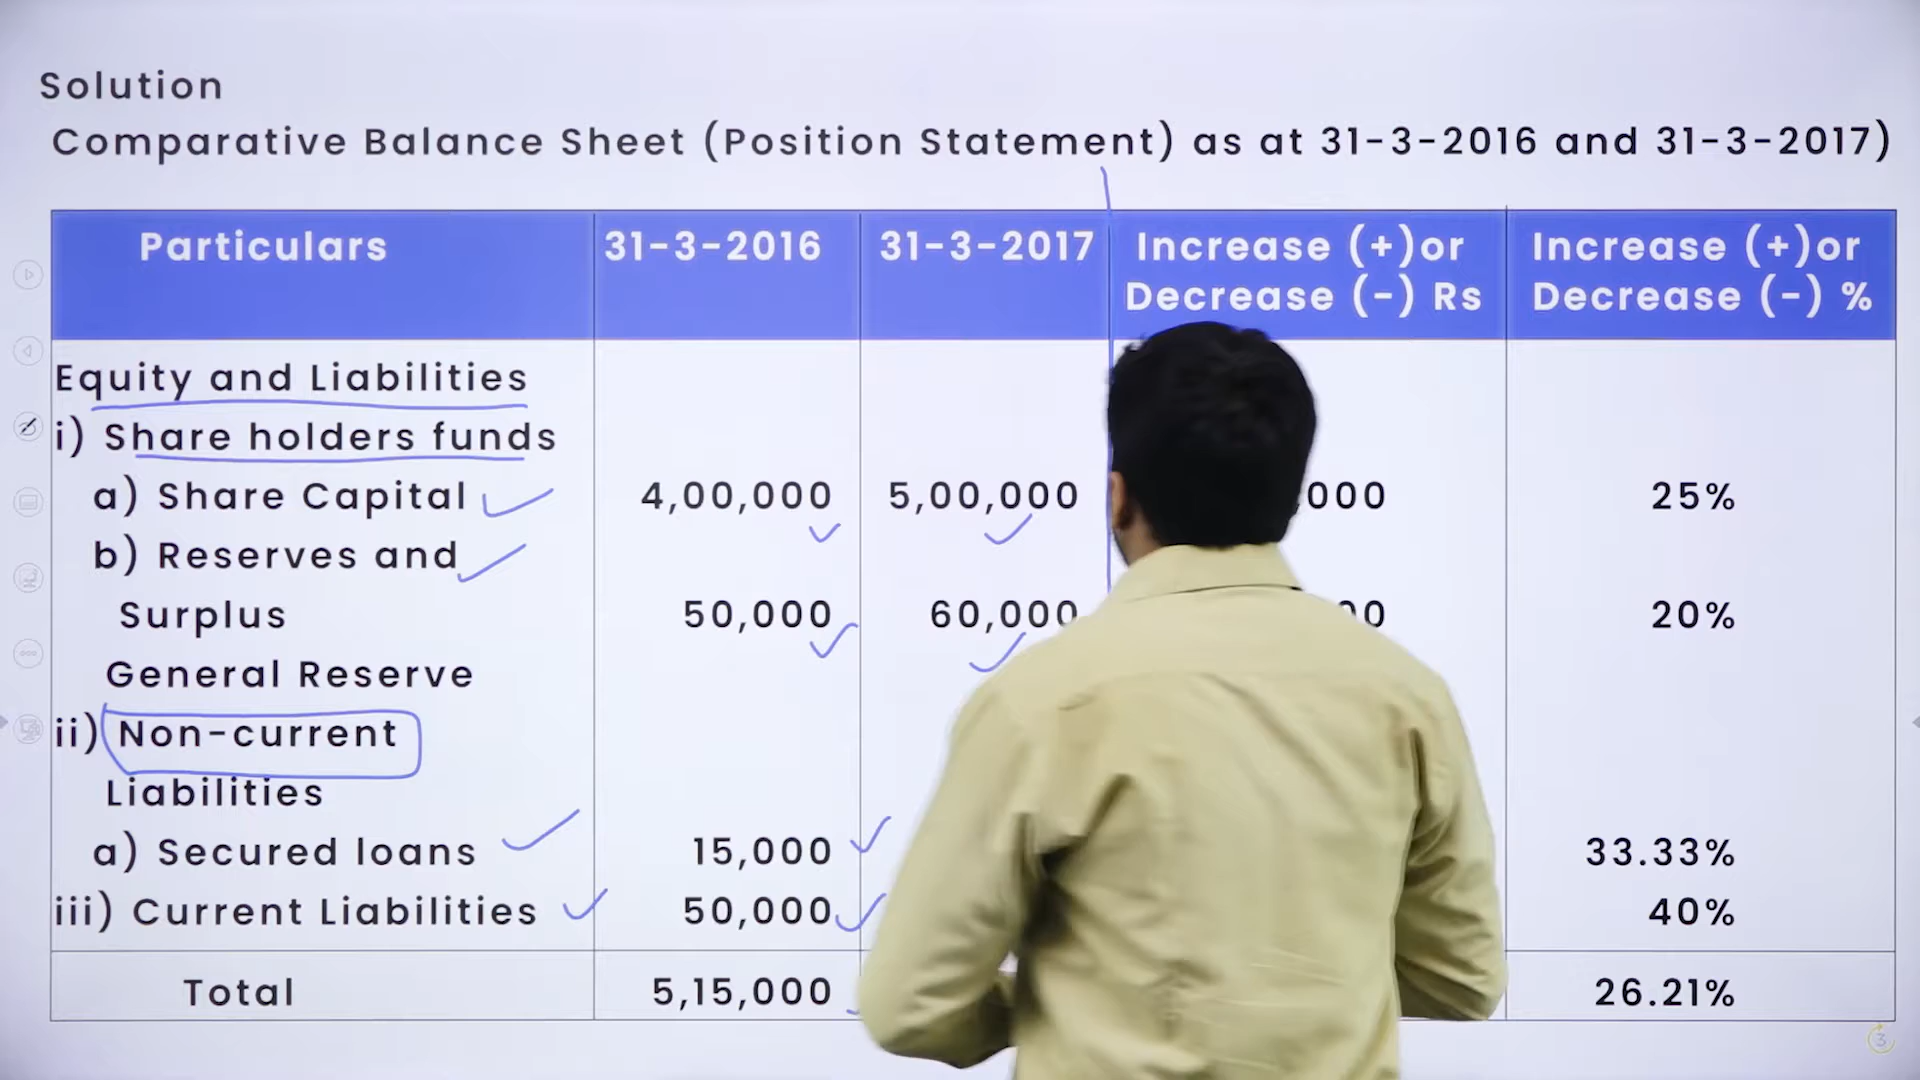 Solution
Comparative Balance Sheet (Position Statement) as at 31-3-2016 and 31-3-2017)
Particulars 31-3-2016 31-3-2017 Increase (+)or Increase (+)or
Decrease (-) Rs Decrease (-) %
Equity and Liabilities
i) Share holders funds
a) Share Capital 4,00,000 5,00,000 ,000 25%
b) Reserves and
Surplus 50,000 60,000 20%
General Reserve
ii) Non-current
Liabilities
a) Secured loans 15,000 33.33%
iii) Current Liabilities 50,000 40%
Total 5,15,000 26.21%
3